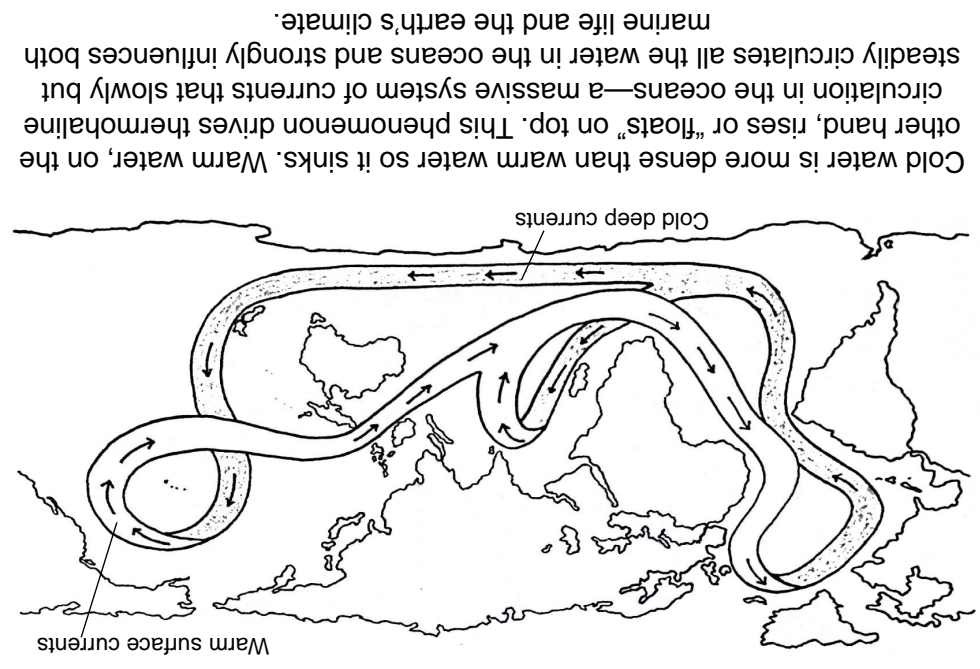 Warm surface currents
Cold deep currents
Cold water is more dense than warm water so it sinks. Warm water, on the
other hand, rises or “floats” on top. This phenomenon drives thermohaline
circulation in the oceans—a massive system of currents that slowly but
steadily circulates all the water in the oceans and strongly influences both
marine life and the earth's climate.